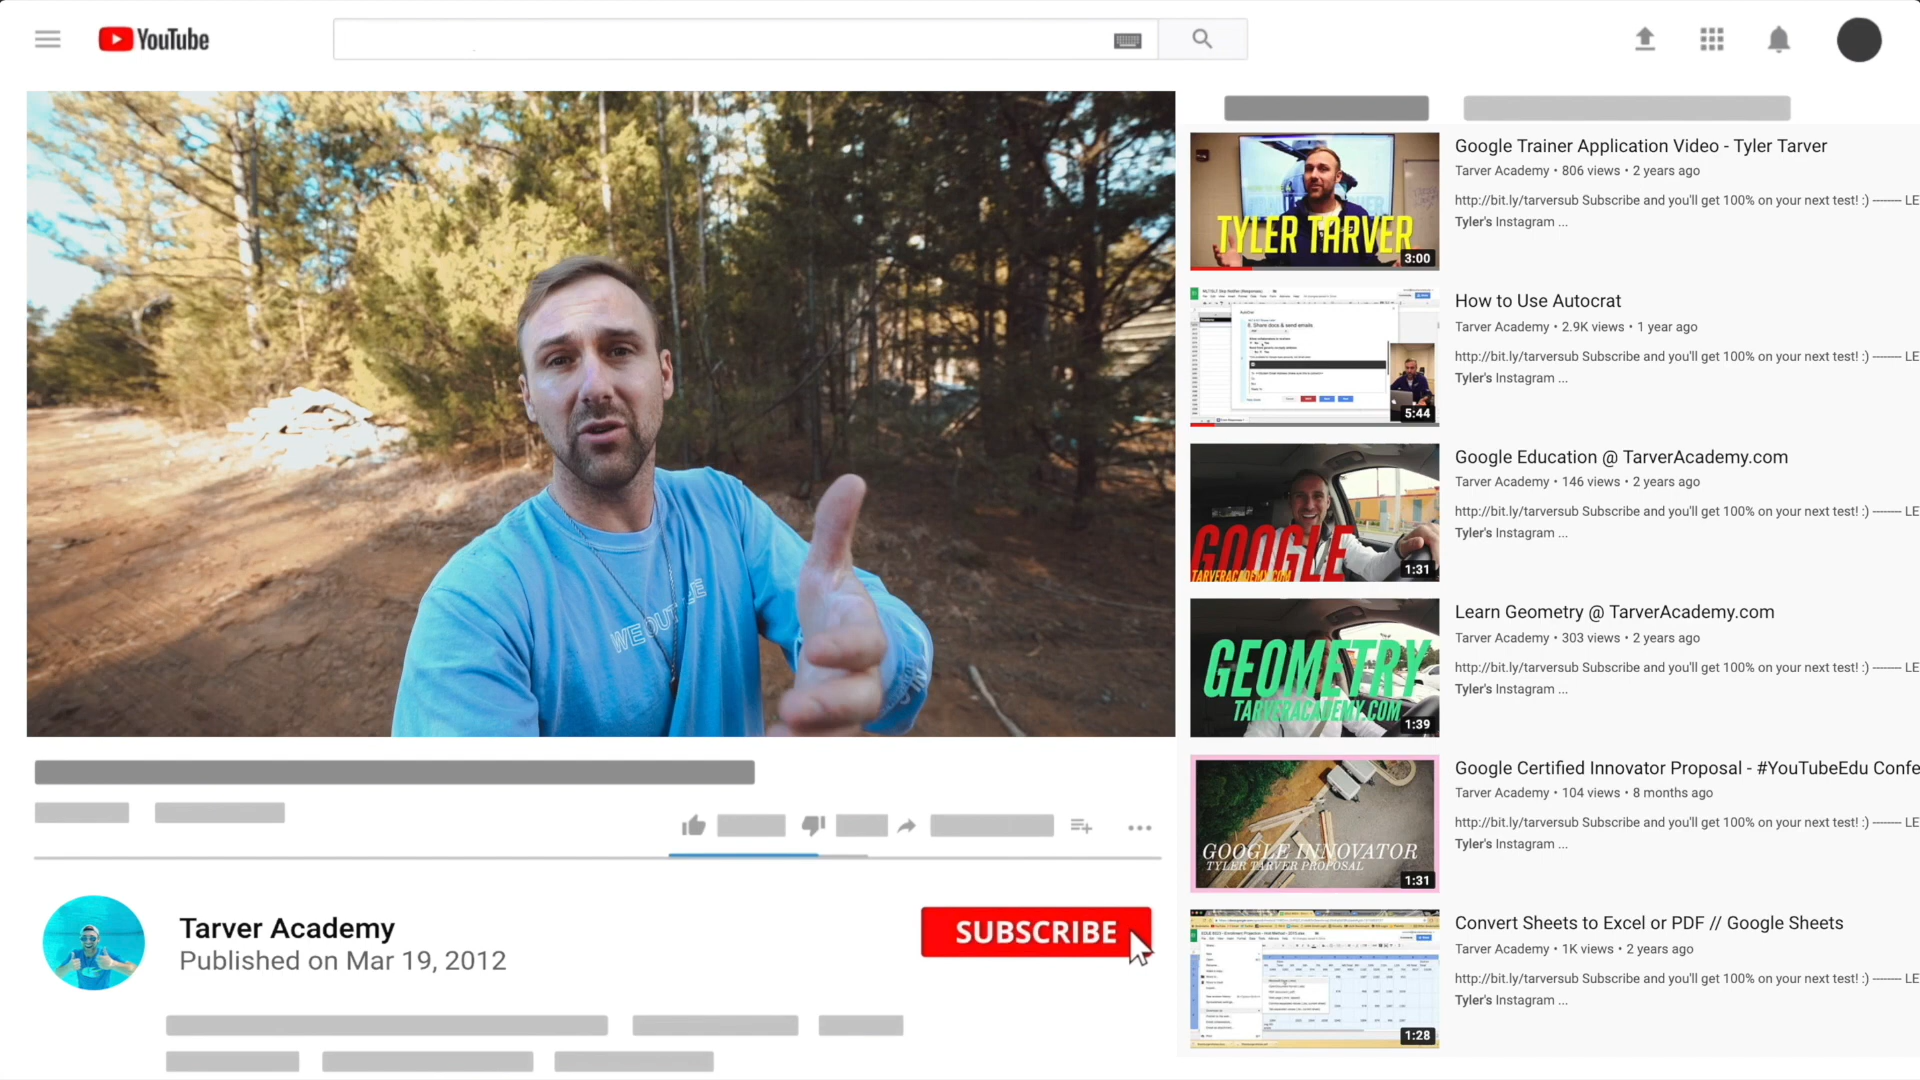 YouTube
WE OUT
TYLER TARVER
3:00
Google Trainer Application Video - Tyler Tarver
Tarver Academy • 806 views • 2 years ago
http://bit.ly/tarversub Subscribe and you'll get 100% on your next test! :) -------- LE
Tyler's Instagram ...
8. Share docs & send emails
5:44
How to Use Autocrat
Tarver Academy • 2.9K views • 1 year ago
http://bit.ly/tarversub Subscribe and you'll get 100% on your next test! :) -------- LE
Tyler's Instagram ...
GOOGLE
TARVERACADEMY.COM
1:31
Google Education @ TarverAcademy.com
Tarver Academy • 146 views • 2 years ago
http://bit.ly/tarversub Subscribe and you'll get 100% on your next test! :) -------- LE
Tyler's Instagram ...
GEOMETRY
TARVERACADEMY.COM
1:39
Learn Geometry @ TarverAcademy.com
Tarver Academy • 303 views • 2 years ago
http://bit.ly/tarversub Subscribe and you'll get 100% on your next test! :) -------- LE
Tyler's Instagram ...
GOOGLE INNOVATOR
TYLER TARVER PROPOSAL
1:31
Google Certified Innovator Proposal - #YouTubeEdu Confe
Tarver Academy • 104 views • 8 months ago
http://bit.ly/tarversub Subscribe and you'll get 100% on your next test! :) -------- LE
Tyler's Instagram ...
1:28
Convert Sheets to Excel or PDF // Google Sheets
Tarver Academy • 1K views • 2 years ago
http://bit.ly/tarversub Subscribe and you'll get 100% on your next test! :) -------- LE
Tyler's Instagram ...
Tarver Academy
Published on Mar 19, 2012
SUBSCRIBE